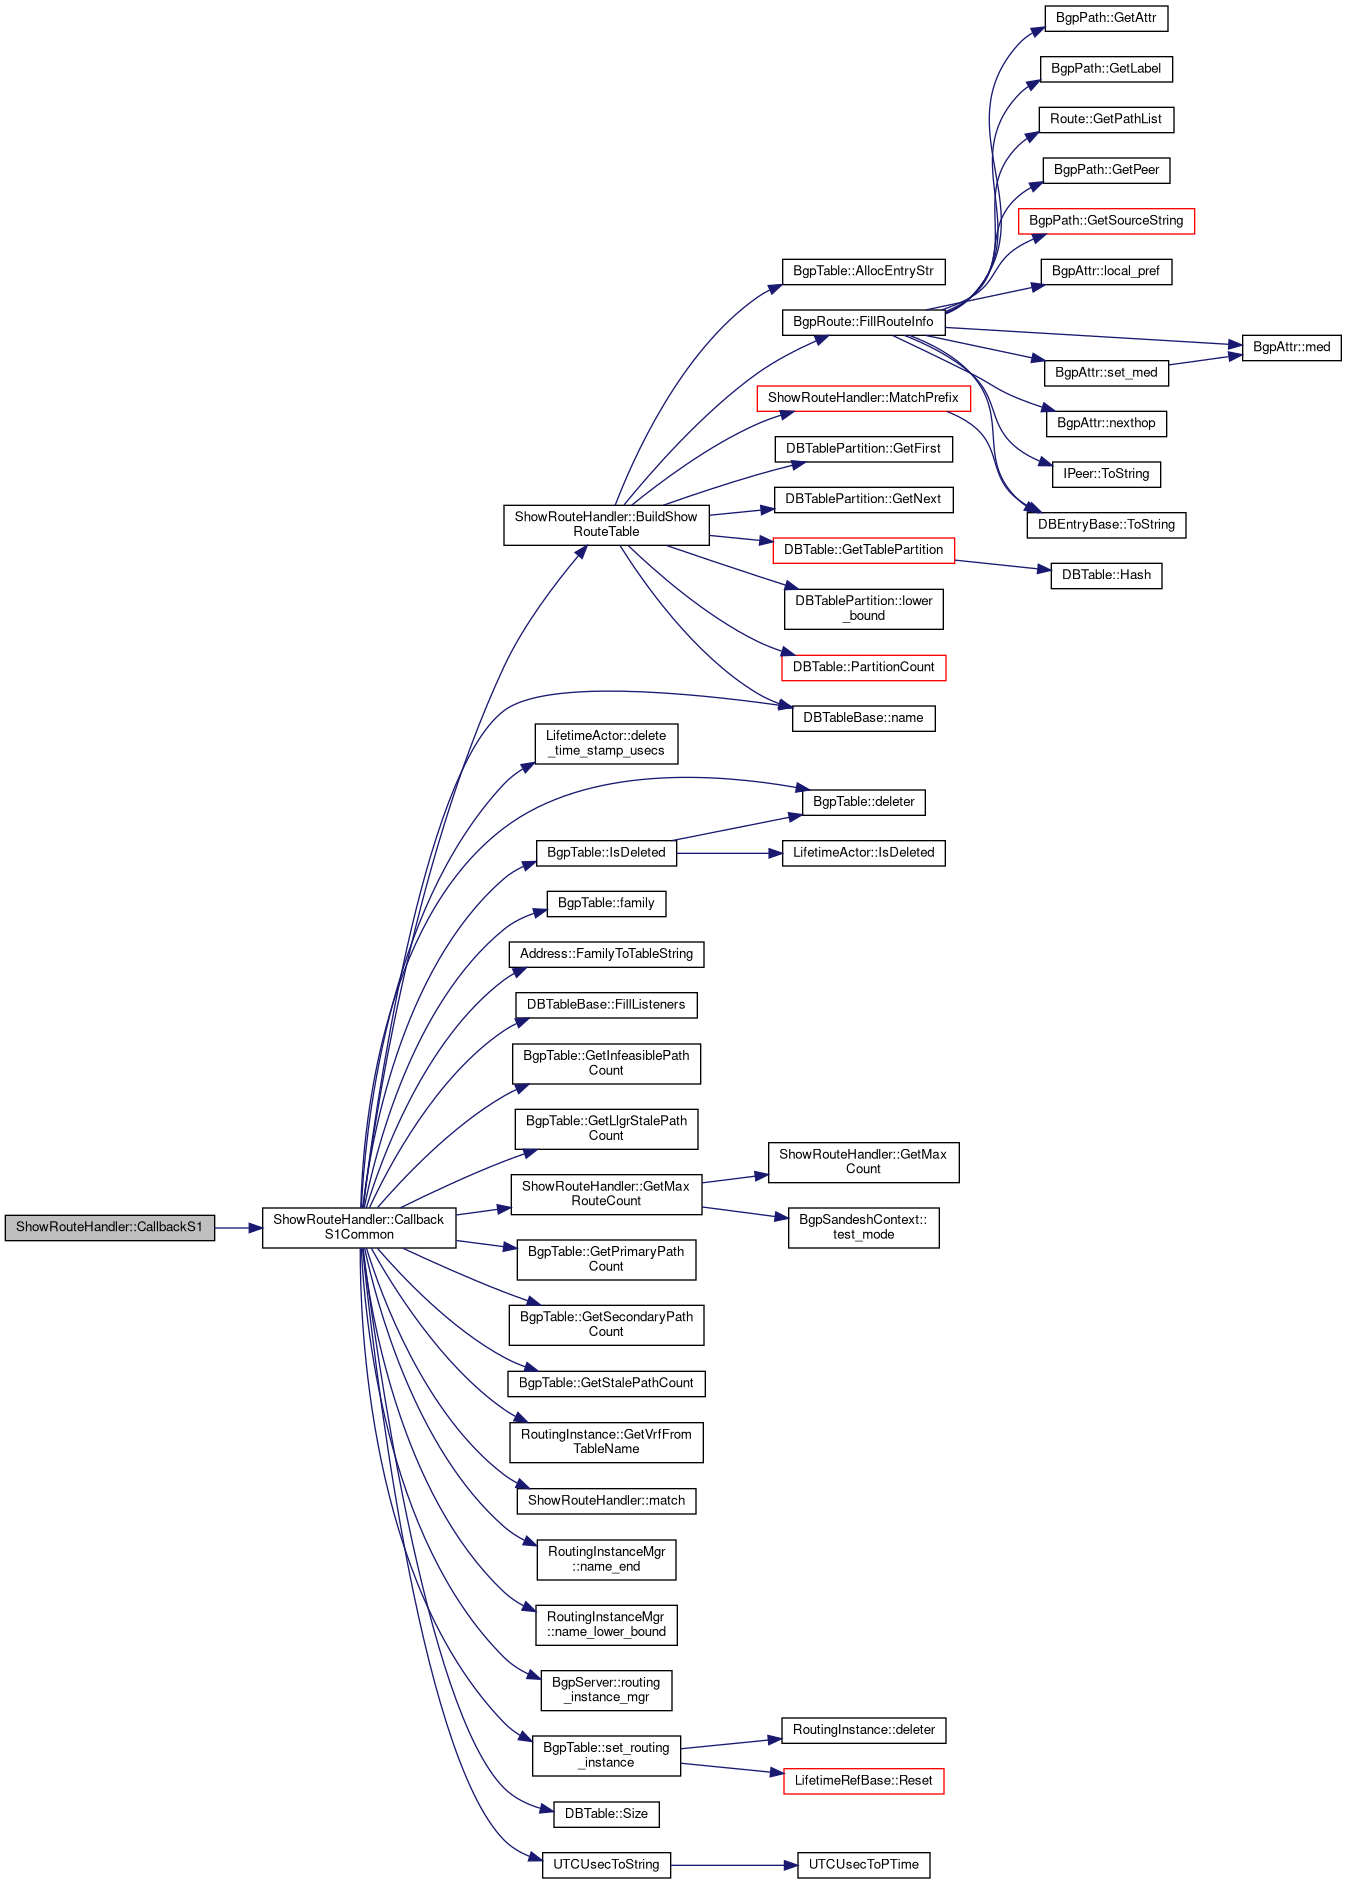 BgpPath::GetAttr
BgpPath::GetLabel
Route::GetPathList
BgpPath::GetPeer
BgpPath::GetSourceString
BgpTable::AllocEntryStr
BgpAttr::local_pref
BgpRoute::FillRouteInfo
BgpAttr::med
BgpAttr::set_med
ShowRouteHandler::MatchPrefix
BgpAttr::nexthop
DBTablePartition::GetFirst
IPeer::ToString
DBTablePartition::GetNext
ShowRouteHandler::BuildShow
RouteTable
DBEntryBase::ToString
DBTable::GetTablePartition
DBTable::Hash
DBTablePartition::lower
_bound
DBTable::PartitionCount
DBTableBase::name
LifetimeActor::delete
_time_stamp_usecs
BgpTable::deleter
BgpTable::IsDeleted
LifetimeActor::IsDeleted
BgpTable::family
Address::FamilyToTableString
DBTableBase::FillListeners
BgpTable::GetInfeasiblePath
Count
BgpTable::GetLlgrStalePath
Count
ShowRouteHandler::GetMax
Count
ShowRouteHandler::GetMax
RouteCount
ShowRouteHandler::CallbackS1
ShowRouteHandler::Callback
S1Common
BgpSandeshContext::
test_mode
BgpTable::GetPrimaryPath
Count
BgpTable::GetSecondaryPath
Count
BgpTable::GetStalePathCount
RoutingInstance::GetVrfFrom
TableName
ShowRouteHandler::match
RoutingInstanceMgr
::name_end
RoutingInstanceMgr
::name_lower_bound
BgpServer::routing
_instance_mgr
BgpTable::set_routing
_instance
RoutingInstance::deleter
LifetimeRefBase::Reset
DBTable::Size
UTCUsecToString
UTCUsecToPTime